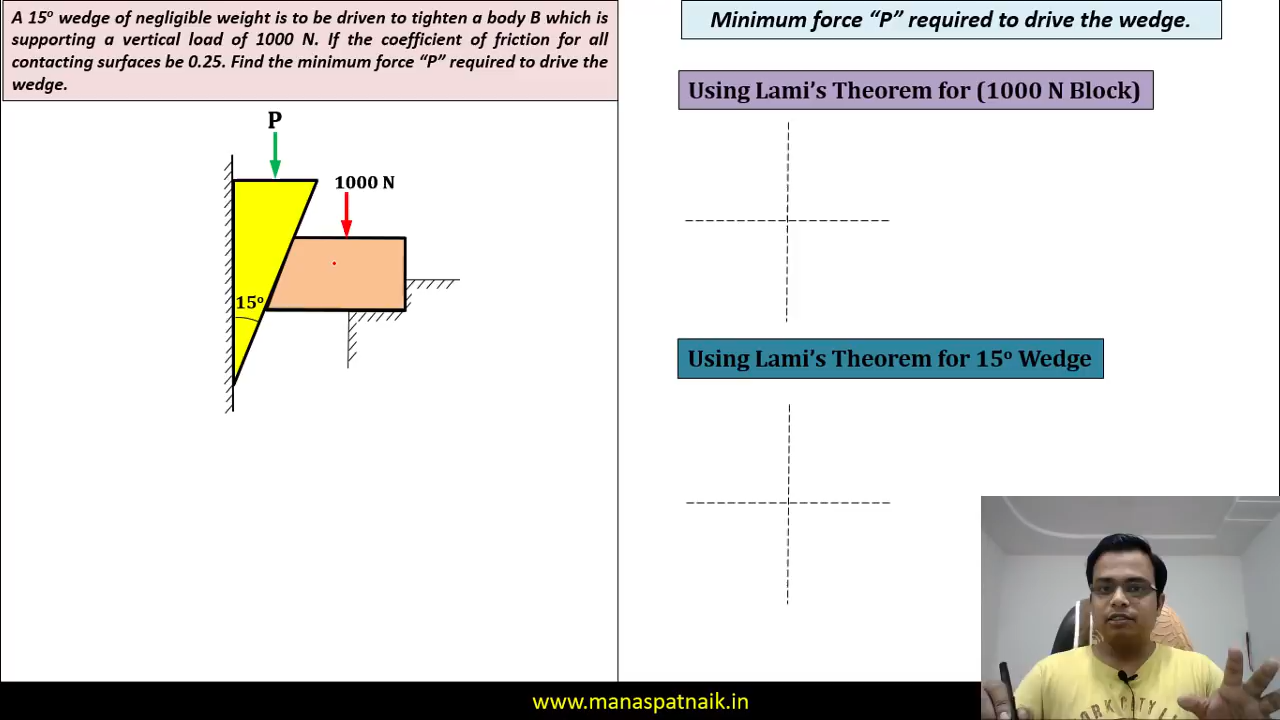 A 15º wedge of negligible weight is to be driven to tighten a body B which is
supporting a vertical load of 1000 N. If the coefficient of friction for all
contacting surfaces be 0.25. Find the minimum force “P” required to drive the
wedge.
Minimum force “P” required to drive the wedge.
Using Lami’s Theorem for (1000 N Block)
P
1000 N
15º
Using Lami’s Theorem for 15º Wedge
www.manaspatnaik.in